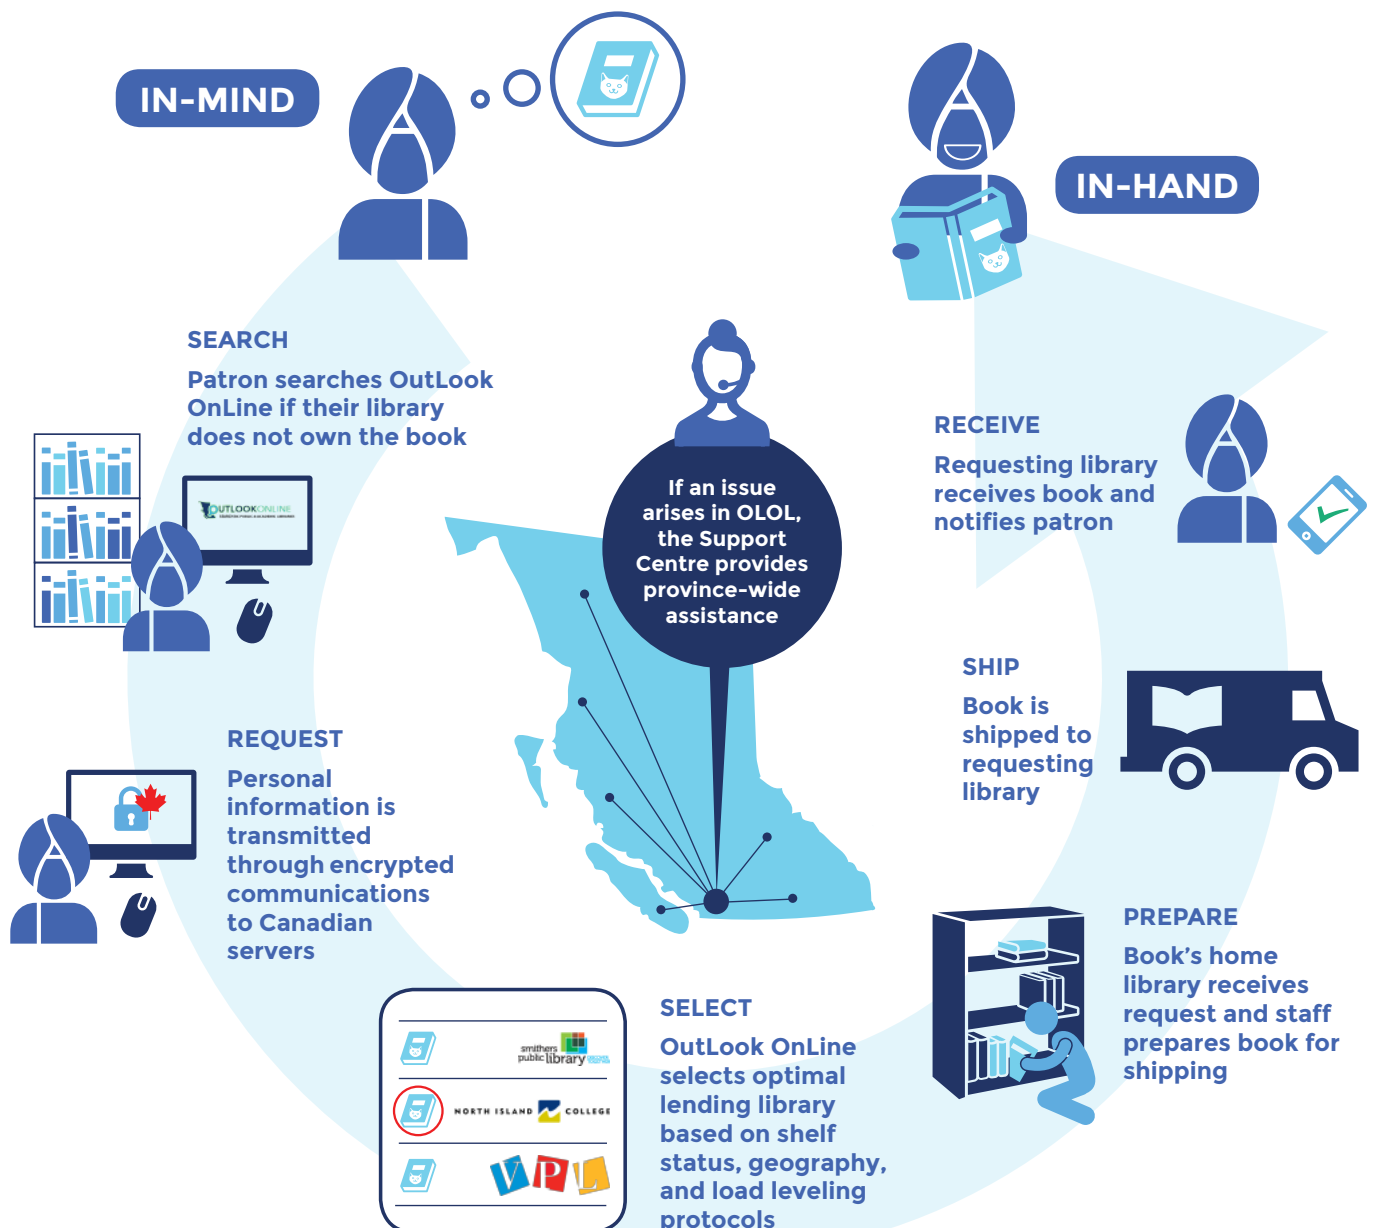 IN-MIND
IN-HAND
SEARCH
Patron searches OutLook
OnLine if their library
does not own the book
OUTLOOKONLINE
REQUEST
Personal
information is
transmitted
through encrypted
communications
to Canadian
servers
smithers
public library
NORTH ISLAND COLLEGE
VPL
SELECT
OutLook OnLine
selects optimal
lending library
based on shelf
status, geography,
and load leveling
protocols
If an issue
arises in OLOL,
the Support
Centre provides
province-wide
assistance
PREPARE
Book's home
library receives
request and staff
prepares book for
shipping
SHIP
Book is
shipped to
requesting
library
RECEIVE
Requesting library
receives book and
notifies patron